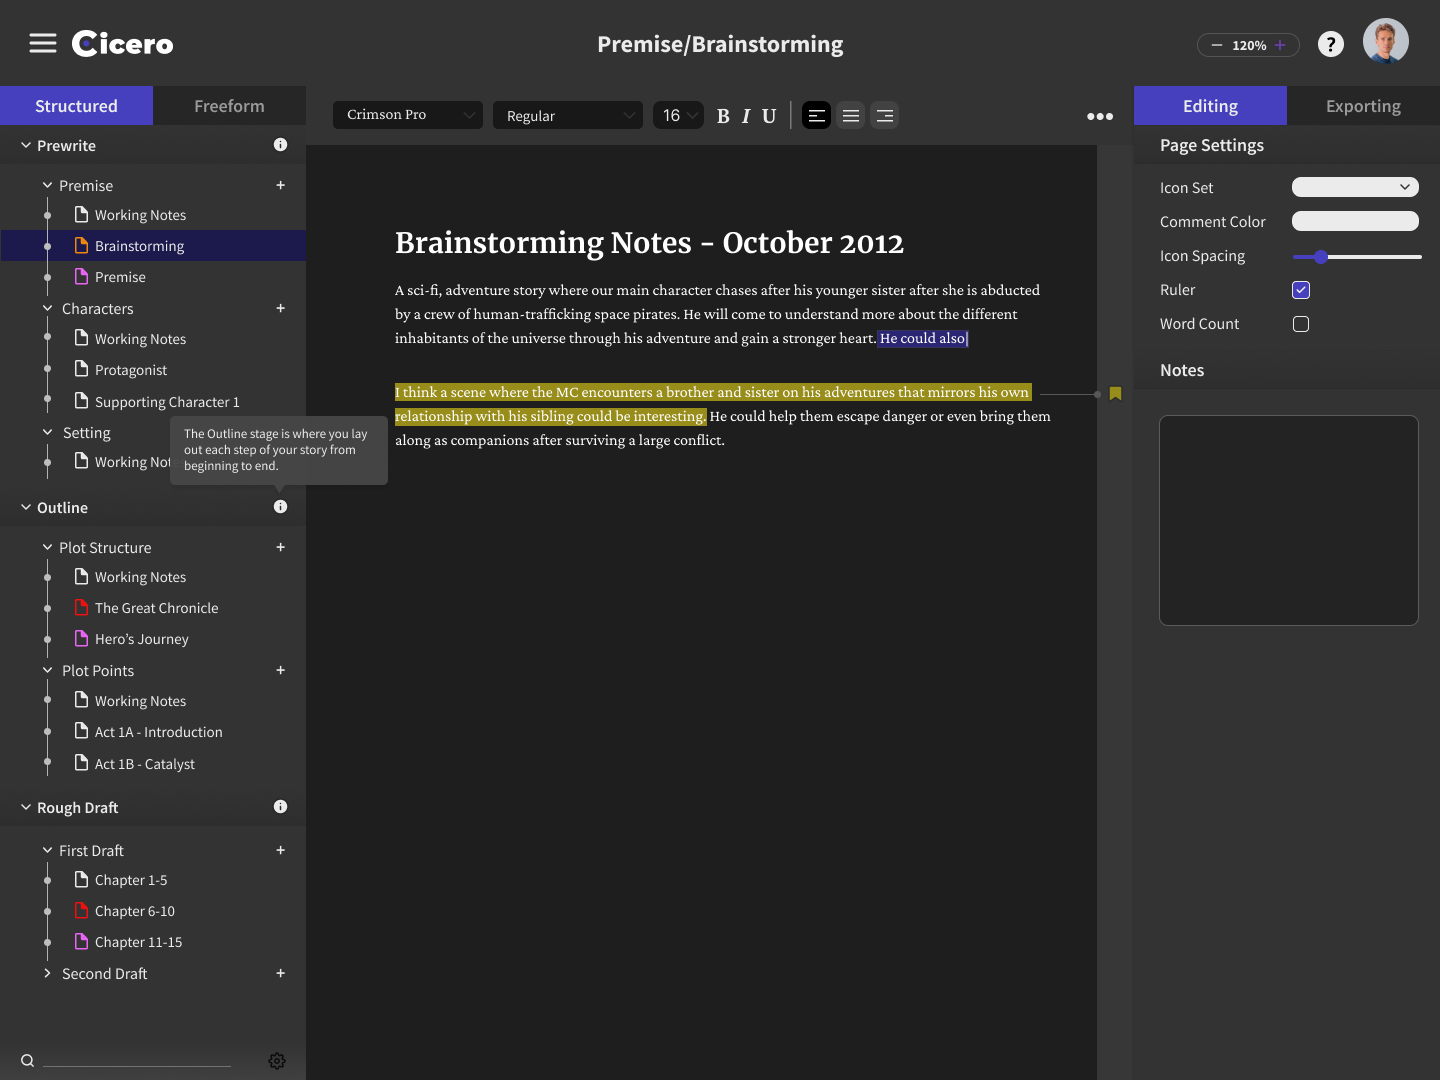 Cicero
Premise/Brainstorming
120%
?
Structured
Freeform
Crimson Pro
Regular
16
B I U
Editing
Exporting
Prewrite
Premise
Working Notes
Brainstorming
Premise
Characters
Working Notes
Protagonist
Supporting Character 1
Setting
Working Not
The Outline stage is where you lay
out each step of your story from
beginning to end.
Outline
Plot Structure
Working Notes
The Great Chronicle
Hero's Journey
Plot Points
Working Notes
Act 1A - Introduction
Act 1B - Catalyst
Rough Draft
First Draft
Chapter 1-5
Chapter 6-10
Chapter 11-15
Second Draft
Brainstorming Notes - October 2012
A sci-fi, adventure story where our main character chases after his younger sister after she is abducted
by a crew of human-trafficking space pirates. He will come to understand more about the different
inhabitants of the universe through his adventure and gain a stronger heart. He could also
I think a scene where the MC encounters a brother and sister on his adventures that mirrors his own
relationship with his sibling could be interesting. He could help them escape danger or even bring them
along as companions after surviving a large conflict.
Page Settings
Icon Set
Comment Color
Icon Spacing
Ruler
Word Count
Notes